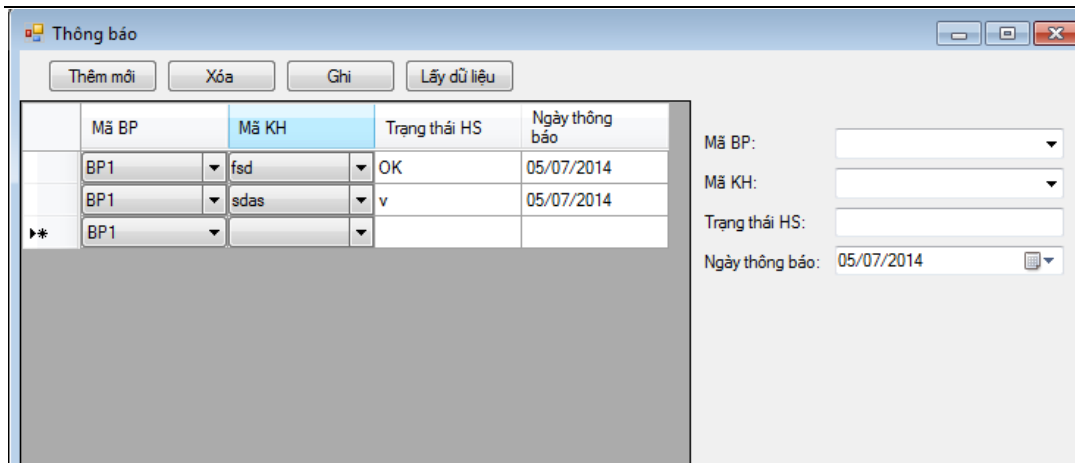 Thông báo
Thêm mới Xóa Ghi Lấy dữ liệu
Mã BP Mã KH Trạng thái HS Ngày thông báo
BP1 fsd OK 05/07/2014
BP1 sdas v 05/07/2014
BP1
Mã BP:
Mã KH:
Trạng thái HS:
Ngày thông báo: 05/07/2014